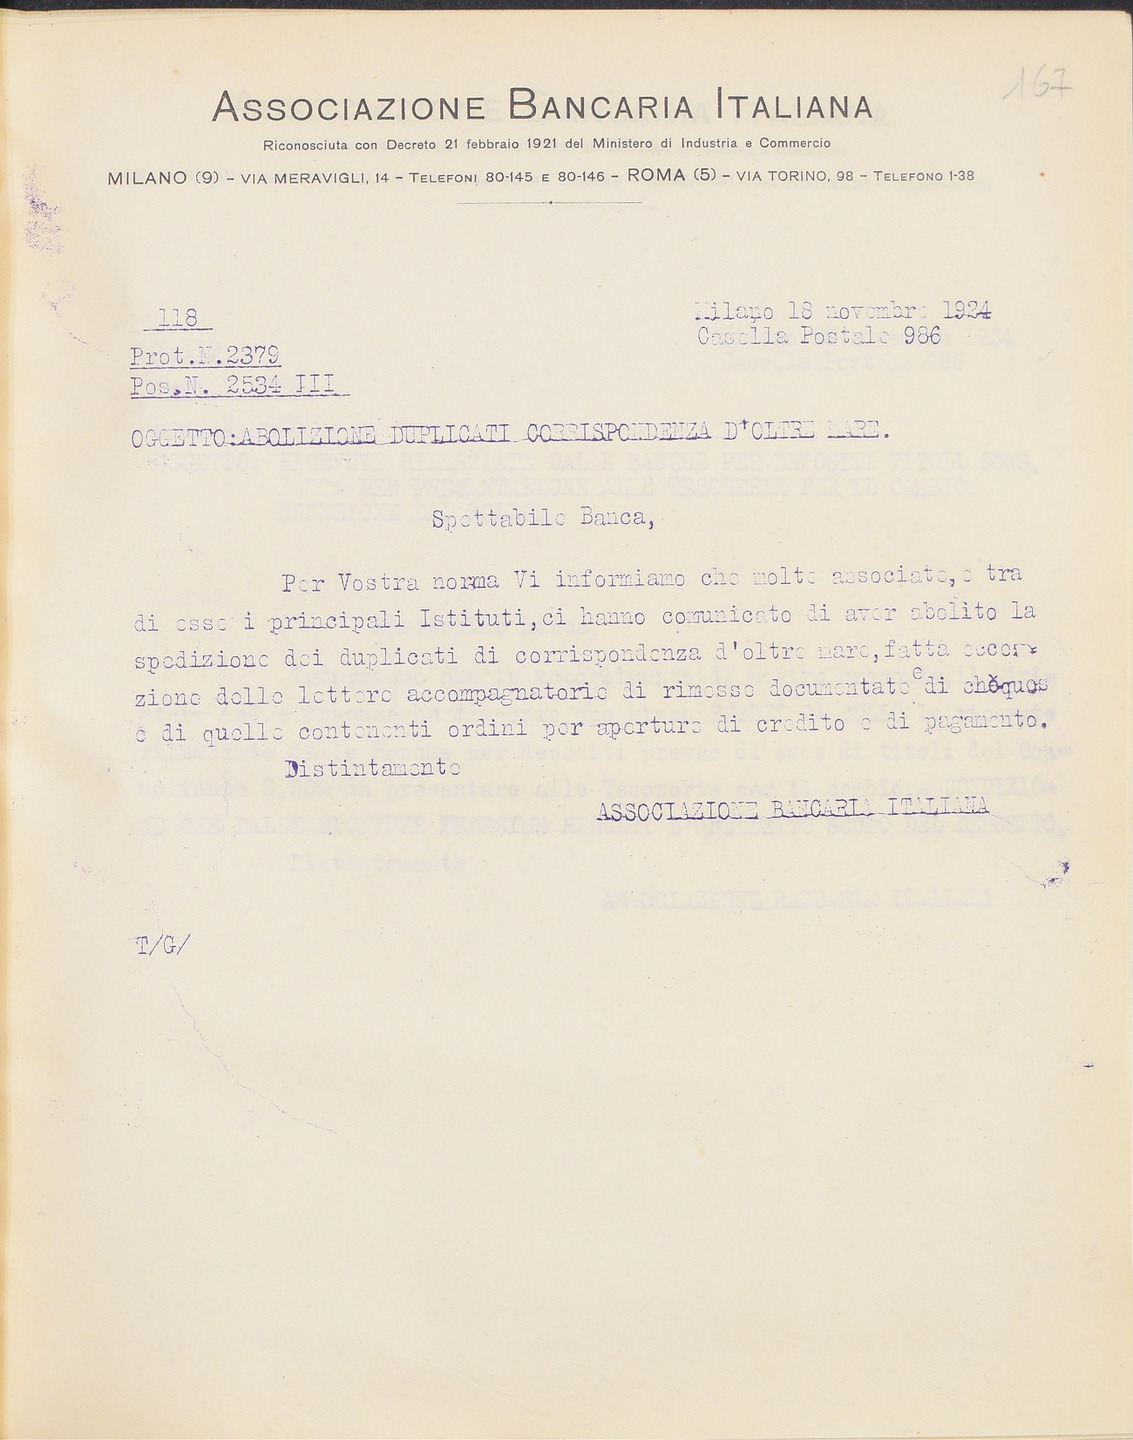 167
ASSOCIAZIONE BANCARIA ITALIANA
Riconosciuta con Decreto 21 febbraio 1921 del Ministero di Industria e Commercio
MILANO (9) – VIA MERAVIGLI, 14 – TELEFONI 80-145 E 80-146 – ROMA (5) – VIA TORINO, 98 – TELEFONO 1-38
118
Milano 18 novembre 1924
Casella Postale 986
Prot.N.2379
Pos.N. 2534 III
OGGETTO:ABOLIZIONE DUPLICATI CORRISPONDENZA D'OLTRE MARE.
Spettabile Banca,
Per Vostra norma Vi informiamo che molte associate,e tra
di esse i principali Istituti,ci hanno comunicato di aver abolito la
spedizione dei duplicati di corrispondenza d'oltre mare,fatta ecce
zione delle lettere accompagnatorie di rimesse documentate e di chèques
e di quelle contenenti ordini per aperture di credito e di pagamento.
Distintamente
ASSOCIAZIONE BANCARIA ITALIANA
T/G/